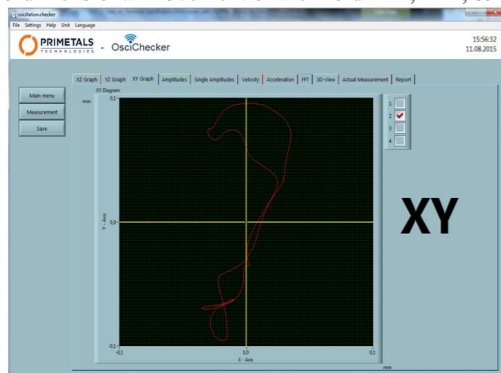 oscillation-checker
File Settings Help Unit Language
PRIMETALS
TECHNOLOGIES
- OsciChecker
15:56:32
11.08.2015
XZ Graph YZ Graph XY Graph Amplitudes Single Amplitudes Velocity Acceleration FFT 3D-View Actual Measurement Report
Main menu
Measurement
Save
XY Diagram
mm
0,1
0,0
-0,1
Y - Axis
-0,1 0,0 0,1
X - Axis
mm
1
2
3
4
XY